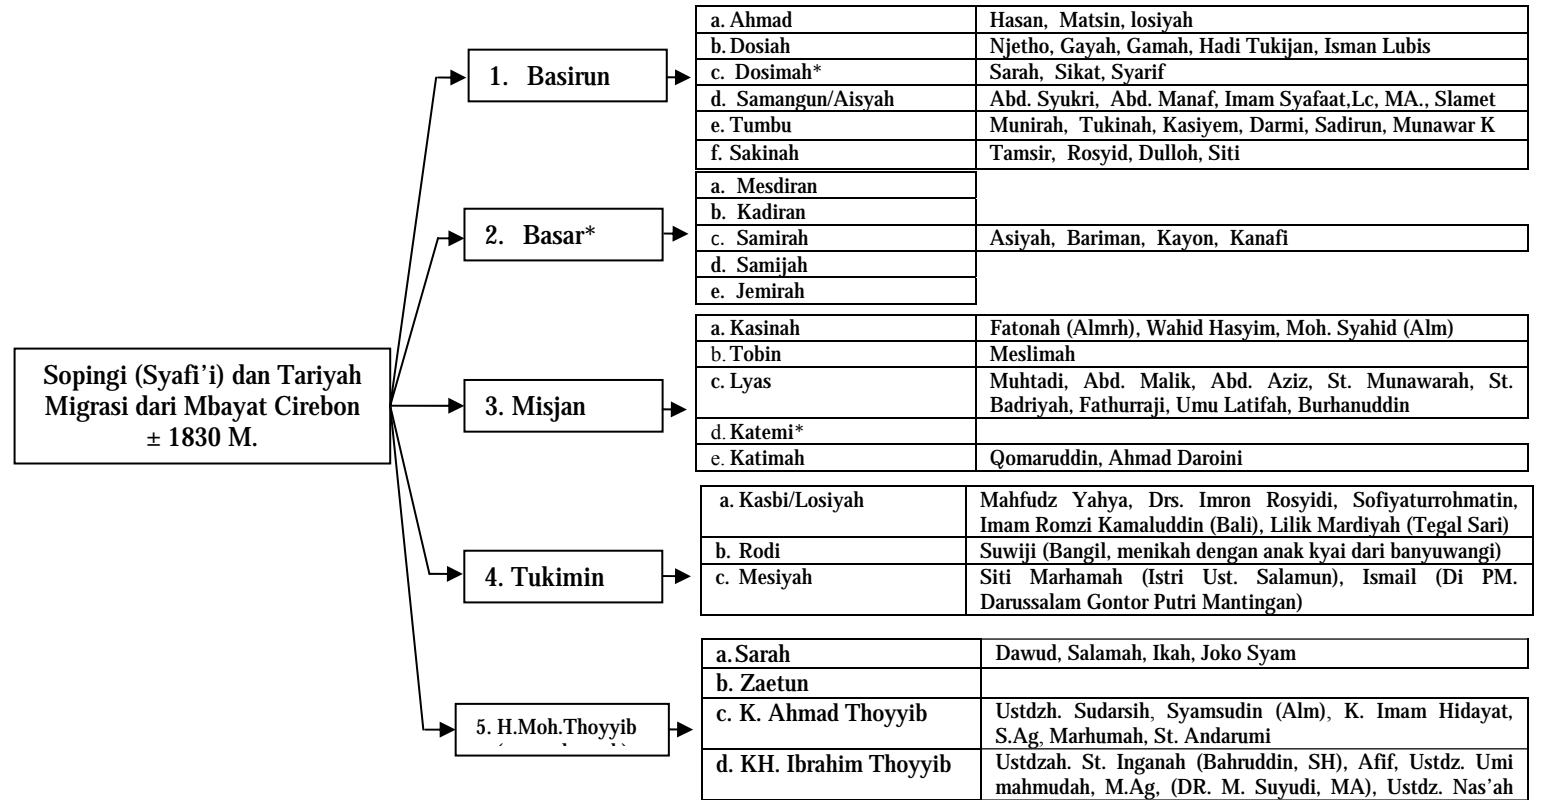 Sopingi (Syafi’i) dan Tariyah
Migrasi dari Mbayat Cirebon
± 1830 M.
1. Basirun
a. Ahmad Hasan, Matsin, losiyah
b. Dosiah Njetho, Gayah, Gamah, Hadi Tukijan, Isman Lubis
c. Dosimah* Sarah, Sikat, Syarif
d. Samangun/Aisyah Abd. Syukri, Abd. Manaf, Imam Syafaat,Lc, MA., Slamet
e. Tumbu Munirah, Tukinah, Kasiyem, Darmi, Sadirun, Munawar K
f. Sakinah Tamsir, Rosyid, Dulloh, Siti
2. Basar*
a. Mesdiran
b. Kadiran
c. Samirah Asiyah, Bariman, Kayon, Kanafi
d. Samijah
e. Jemirah
3. Misjan
a. Kasinah Fatonah (Almrh), Wahid Hasyim, Moh. Syahid (Alm)
b. Tobin Meslimah
c. Lyas Muhtadi, Abd. Malik, Abd. Aziz, St. Munawarah, St.
Badriyah, Fathurraji, Umu Latifah, Burhanuddin
d. Katemi*
e. Katimah Qomaruddin, Ahmad Daroini
4. Tukimin
a. Kasbi/Losiyah Mahfudz Yahya, Drs. Imron Rosyidi, Sofiyaturrohmatin,
Imam Romzi Kamaluddin (Bali), Lilik Mardiyah (Tegal Sari)
b. Rodi Suwiji (Bangil, menikah dengan anak kyai dari banyuwangi)
c. Mesiyah Siti Marhamah (Istri Ust. Salamun), Ismail (Di PM.
Darussalam Gontor Putri Mantingan)
5. H.Moh.Thoyyib
a. Sarah Dawud, Salamah, Ikah, Joko Syam
b. Zaetun
c. K. Ahmad Thoyyib Ustdzh. Sudarsih, Syamsudin (Alm), K. Imam Hidayat,
S.Ag, Marhumah, St. Andarumi
d. KH. Ibrahim Thoyyib Ustdzah. St. Inganah (Bahruddin, SH), Afif, Ustdz. Umi
mahmudah, M.Ag, (DR. M. Suyudi, MA), Ustdz. Nas’ah